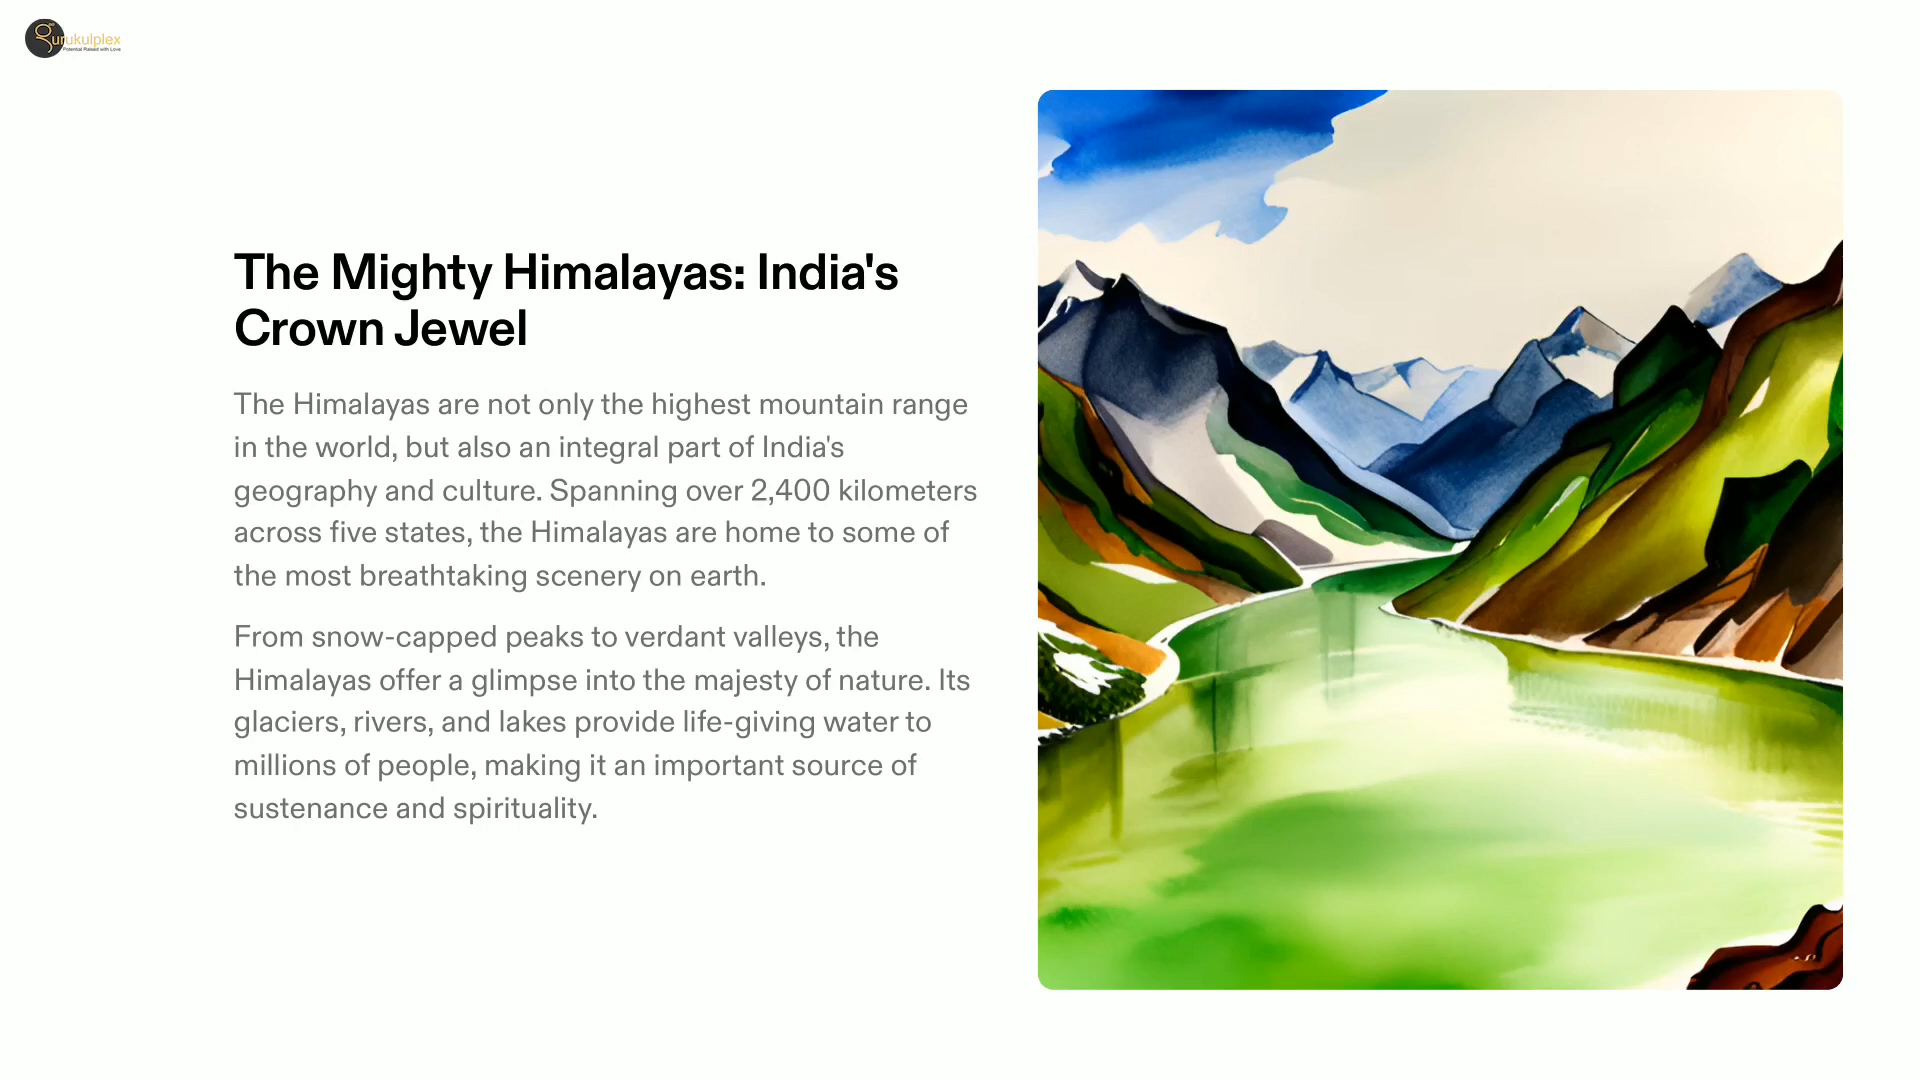 gurukulplex
Potential Raised with Love
The Mighty Himalayas: India's
Crown Jewel
The Himalayas are not only the highest mountain range
in the world, but also an integral part of India's
geography and culture. Spanning over 2,400 kilometers
across five states, the Himalayas are home to some of
the most breathtaking scenery on earth.
From snow-capped peaks to verdant valleys, the
Himalayas offer a glimpse into the majesty of nature. Its
glaciers, rivers, and lakes provide life-giving water to
millions of people, making it an important source of
sustenance and spirituality.